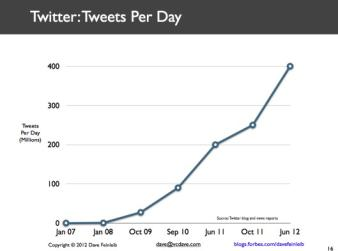 Twitter: Tweets Per Day
400
300
Tweets
Per Day
(Millions)
200
100
0
Jan 07 Jan 08 Oct 09 Sep 10 Jun 11 Oct 11 Jun 12
Source: Twitter blog and news reports
Copyright © 2012 Dave Feinleib dave@vcdave.com blogs.forbes.com/davefeinleib
16